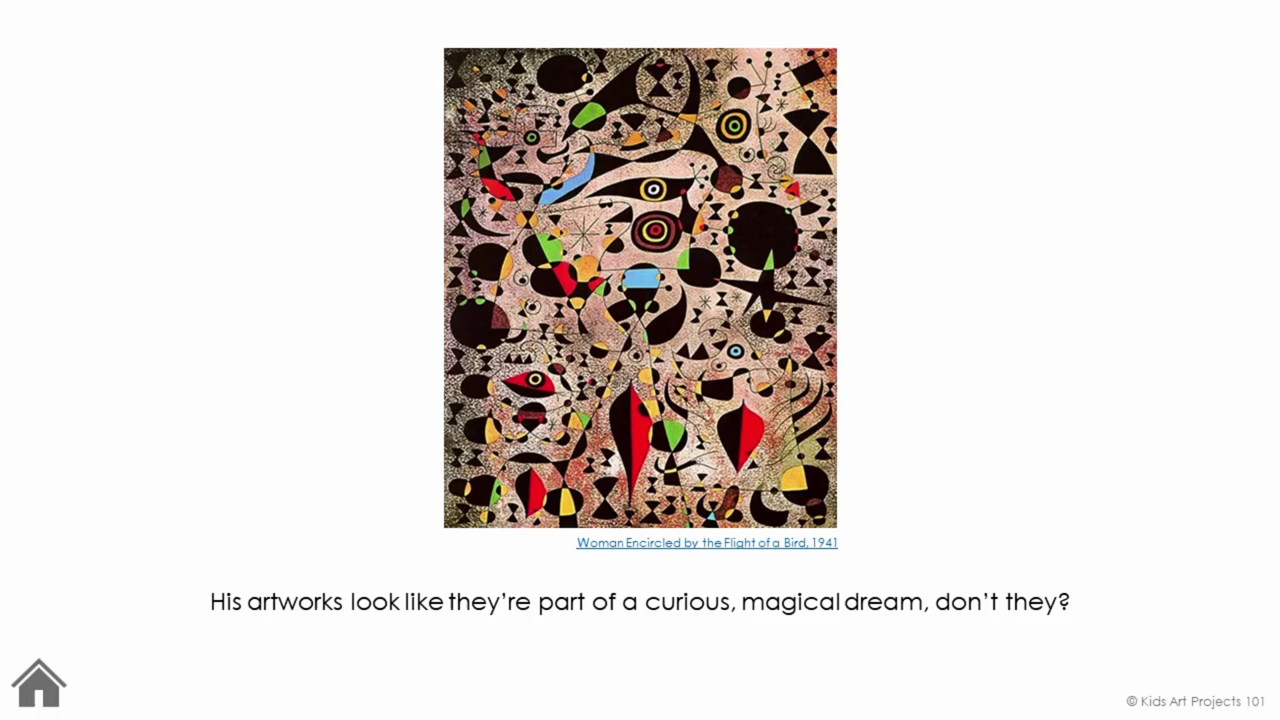 Woman Encircled by the Flight of a Bird, 1941
His artworks look like they're part of a curious, magical dream, don't they?
© Kids Art Projects 101